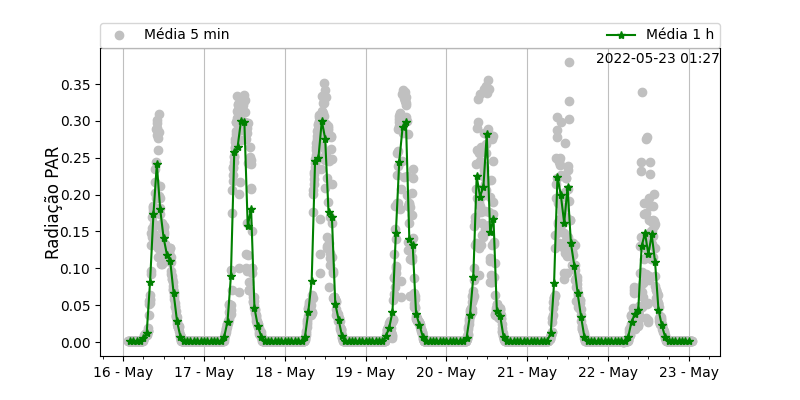 Média 5 min
Média 1 h
2022-05-23 01:27
Radiação PAR
0.35
0.30
0.25
0.20
0.15
0.10
0.05
0.00
16 - May
17 - May
18 - May
19 - May
20 - May
21 - May
22 - May
23 - May